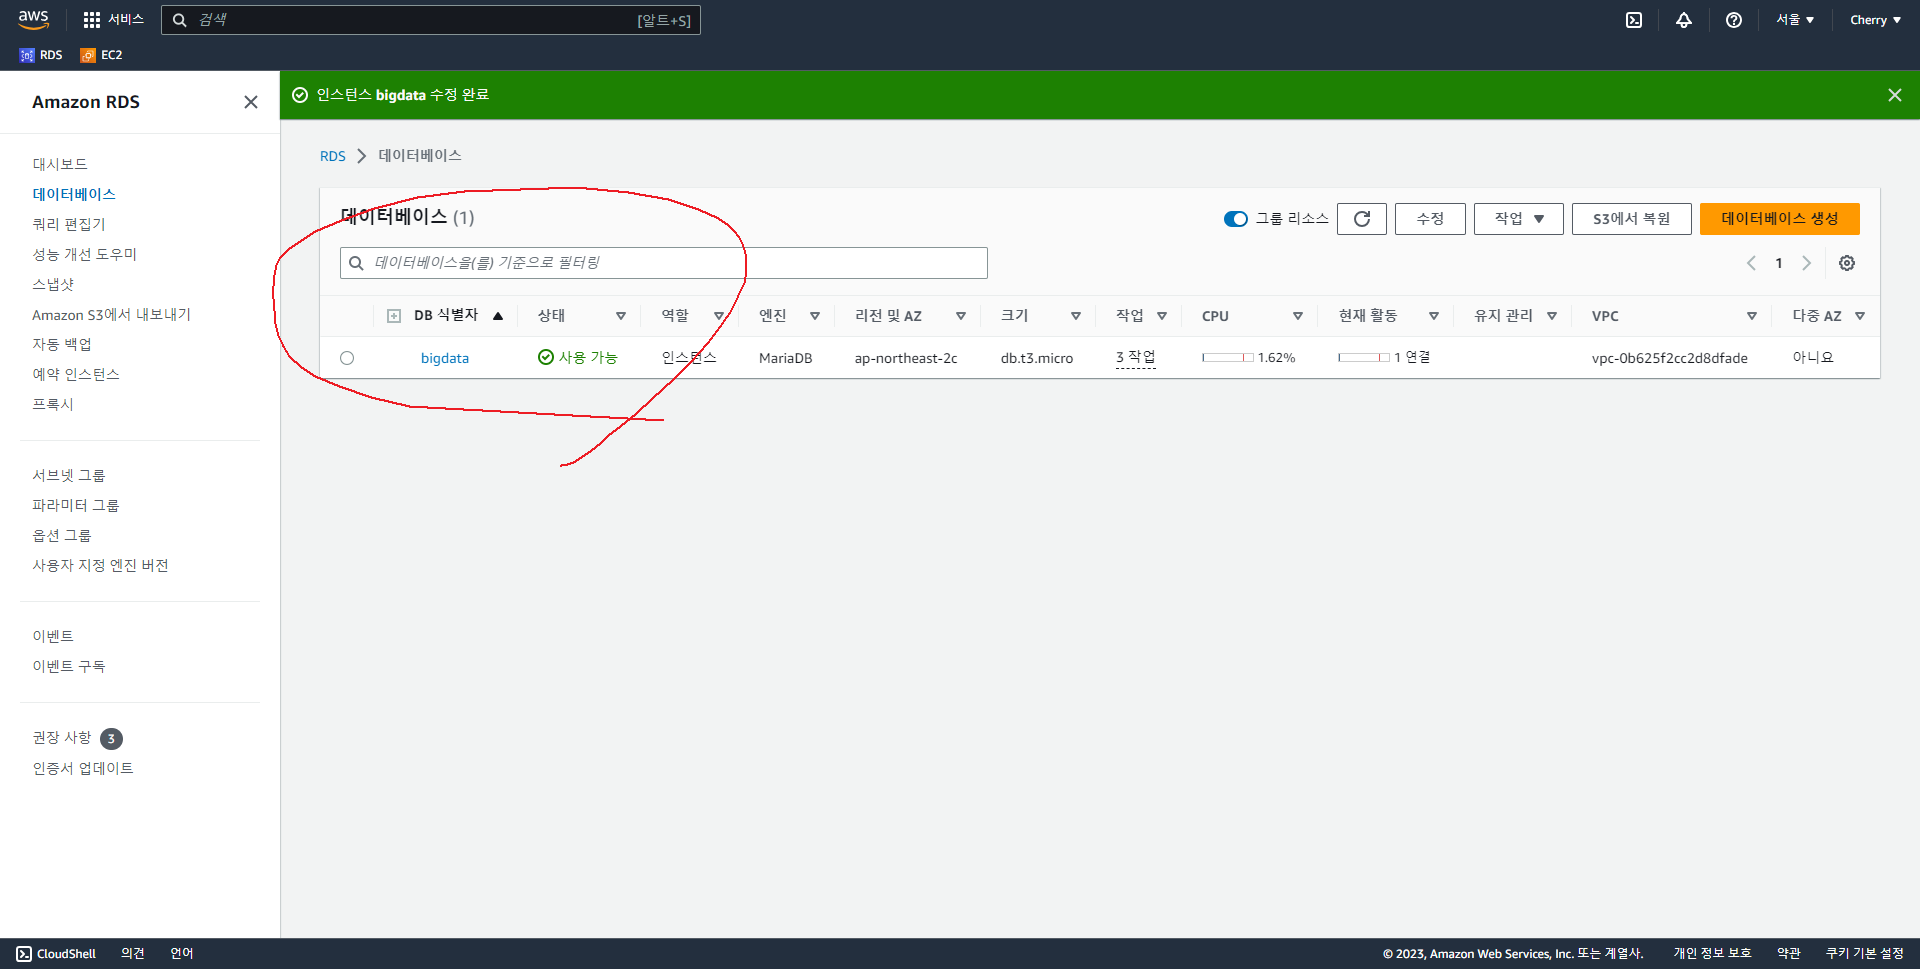 aws
서비스
검색
[알트+S]
서울 ▼
Cherry ▼
RDS
EC2
Amazon RDS
대시보드
데이터베이스
쿼리 편집기
성능 개선 도우미
스냅샷
Amazon S3에서 내보내기
자동 백업
예약 인스턴스
프록시
서브넷 그룹
파라미터 그룹
옵션 그룹
사용자 지정 엔진 버전
이벤트
이벤트 구독
권장 사항 3
인증서 업데이트
인스턴스 bigdata 수정 완료
RDS > 데이터베이스
데이터베이스 (1)
그룹 리소스
수정
작업 ▼
S3에서 복원
데이터베이스 생성
데이터베이스을(를) 기준으로 필터링
1
DB 식별자 상태 역할 엔진 리전 및 AZ 크기 작업 CPU 현재 활동 유지 관리 VPC 다중 AZ
bigdata 사용 가능 인스턴스 MariaDB ap-northeast-2c db.t3.micro 3 작업 1.62% 1 연결 vpc-0b625f2cc2d8dfade 아니요
CloudShell 의견 언어
© 2023, Amazon Web Services, Inc. 또는 계열사. 개인 정보 보호 약관 쿠키 기본 설정